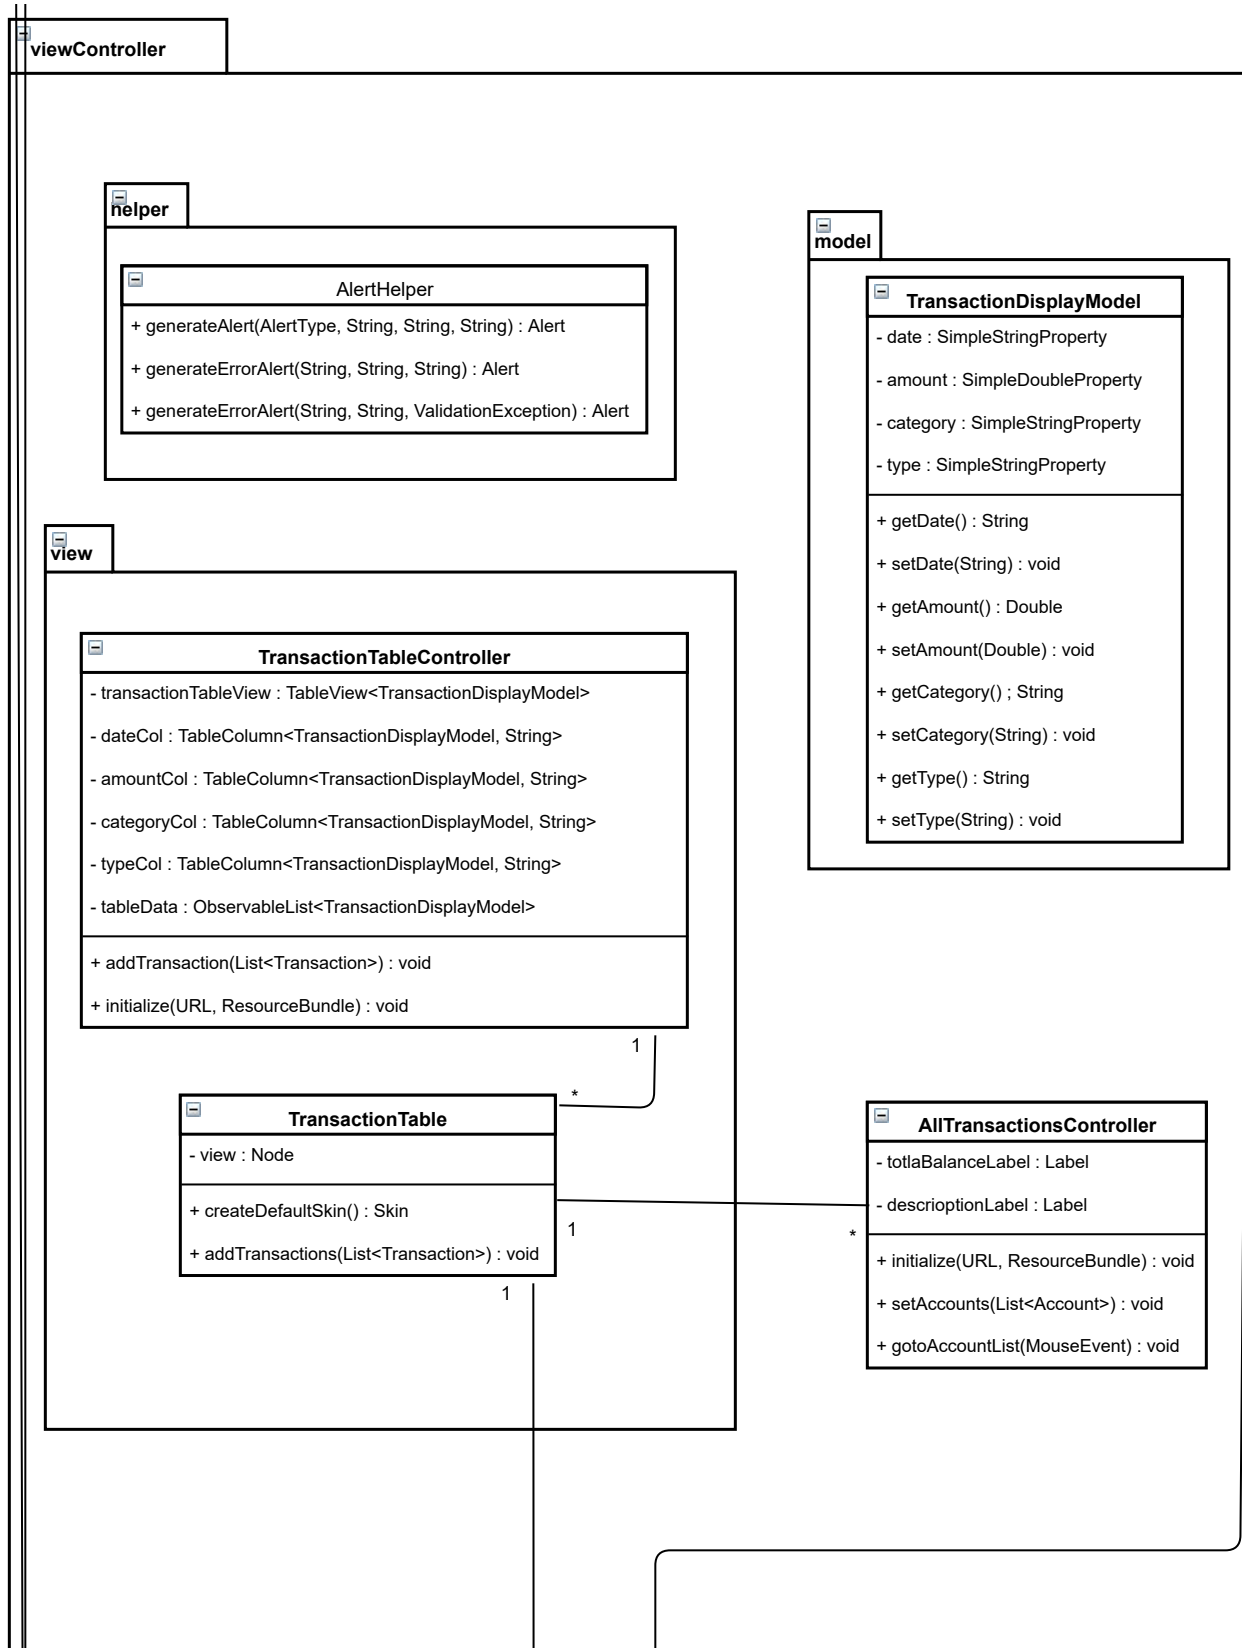 viewController
helper
AlertHelper
+ generateAlert(AlertType, String, String, String) : Alert
+ generateErrorAlert(String, String, String) : Alert
+ generateErrorAlert(String, String, ValidationException) : Alert
model
TransactionDisplayModel
- date : SimpleStringProperty
- amount : SimpleDoubleProperty
- category : SimpleStringProperty
- type : SimpleStringProperty
+ getDate() : String
+ setDate(String) : void
+ getAmount() : Double
+ setAmount(Double) : void
+ getCategory() ; String
+ setCategory(String) : void
+ getType() : String
+ setType(String) : void
view
TransactionTableController
- transactionTableView : TableView<TransactionDisplayModel>
- dateCol : TableColumn<TransactionDisplayModel, String>
- amountCol : TableColumn<TransactionDisplayModel, String>
- categoryCol : TableColumn<TransactionDisplayModel, String>
- typeCol : TableColumn<TransactionDisplayModel, String>
- tableData : ObservableList<TransactionDisplayModel>
+ addTransaction(List<Transaction>) : void
+ initialize(URL, ResourceBundle) : void
1
*
TransactionTable
- view : Node
+ createDefaultSkin() : Skin
+ addTransactions(List<Transaction>) : void
1
1
*
AllTransactionsController
- totlaBalanceLabel : Label
- descrioptionLabel : Label
+ initialize(URL, ResourceBundle) : void
+ setAccounts(List<Account>) : void
+ gotoAccountList(MouseEvent) : void